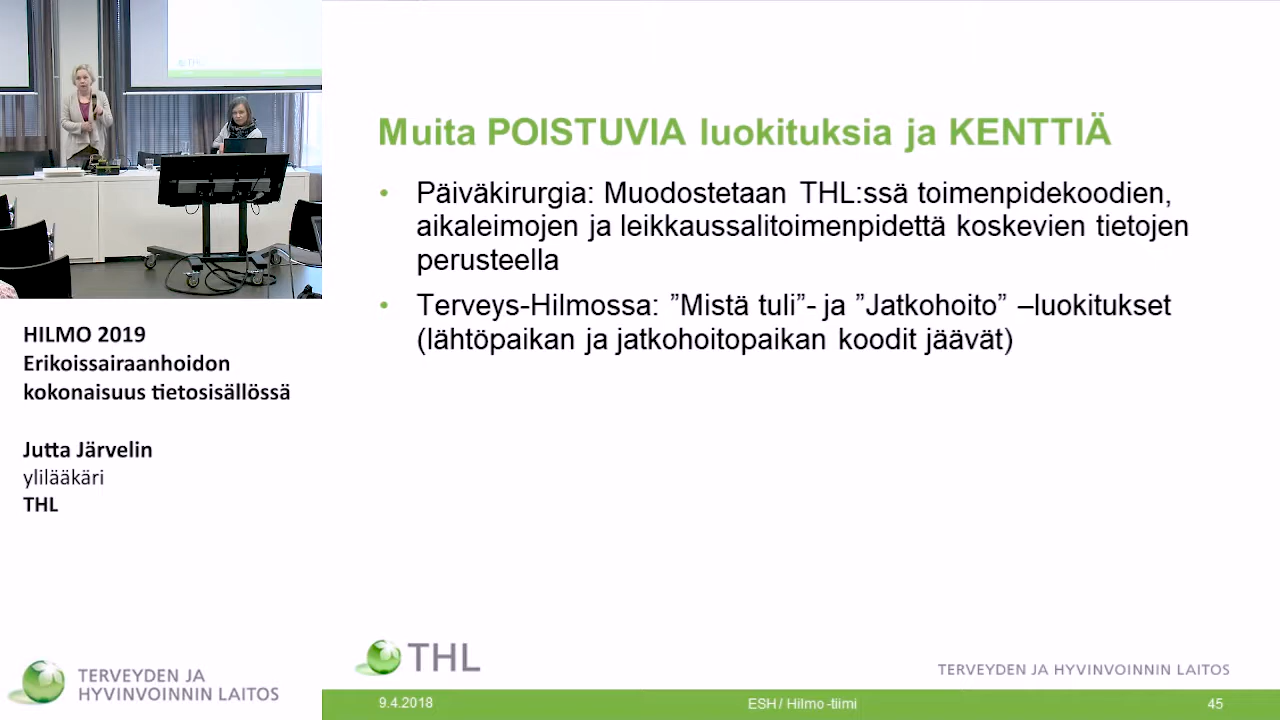 Muita POISTUVIA luokituksia ja KENTTIÄ
• Päiväkirurgia: Muodostetaan THL:ssä toimenpidekoodien,
aikaleimojen ja leikkaussalitoimenpidettä koskevien tietojen
perusteella
• Terveys-Hilmossa: ”Mistä tuli”- ja ”Jatkohoito” –luokitukset
(lähtöpaikan ja jatkohoitopaikan koodit jäävät)
HILMO 2019
Erikoissairaanhoidon
kokonaisuus tietosisällössä
Jutta Järvelin
ylilääkäri
THL
TERVEYDEN JA
HYVINVOINNIN LAITOS
THL
TERVEYDEN JA HYVINVOINNIN LAITOS
9.4.2018
ESH / Hilmo -tiimi
45